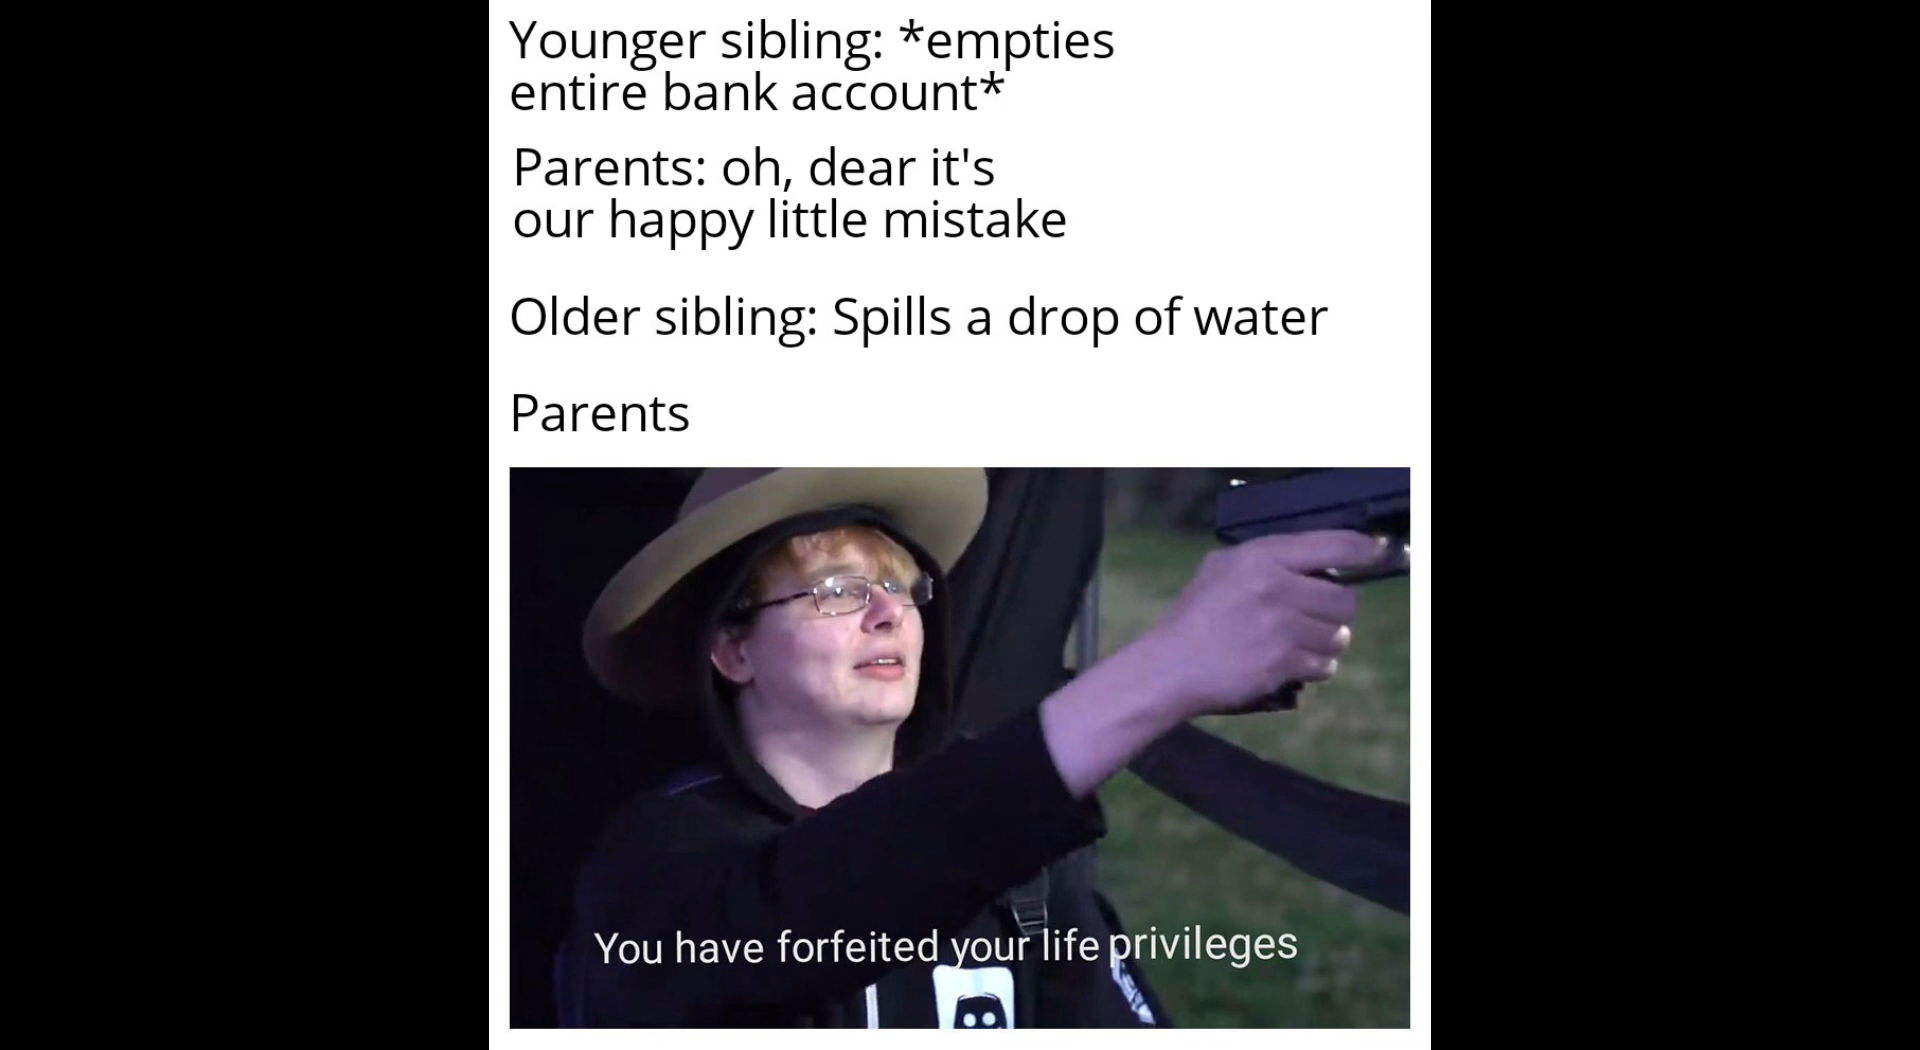 Younger sibling: *empties
entire bank account*
Parents: oh, dear it's
our happy little mistake
Older sibling: Spills a drop of water
Parents
You have forfeited your life privileges